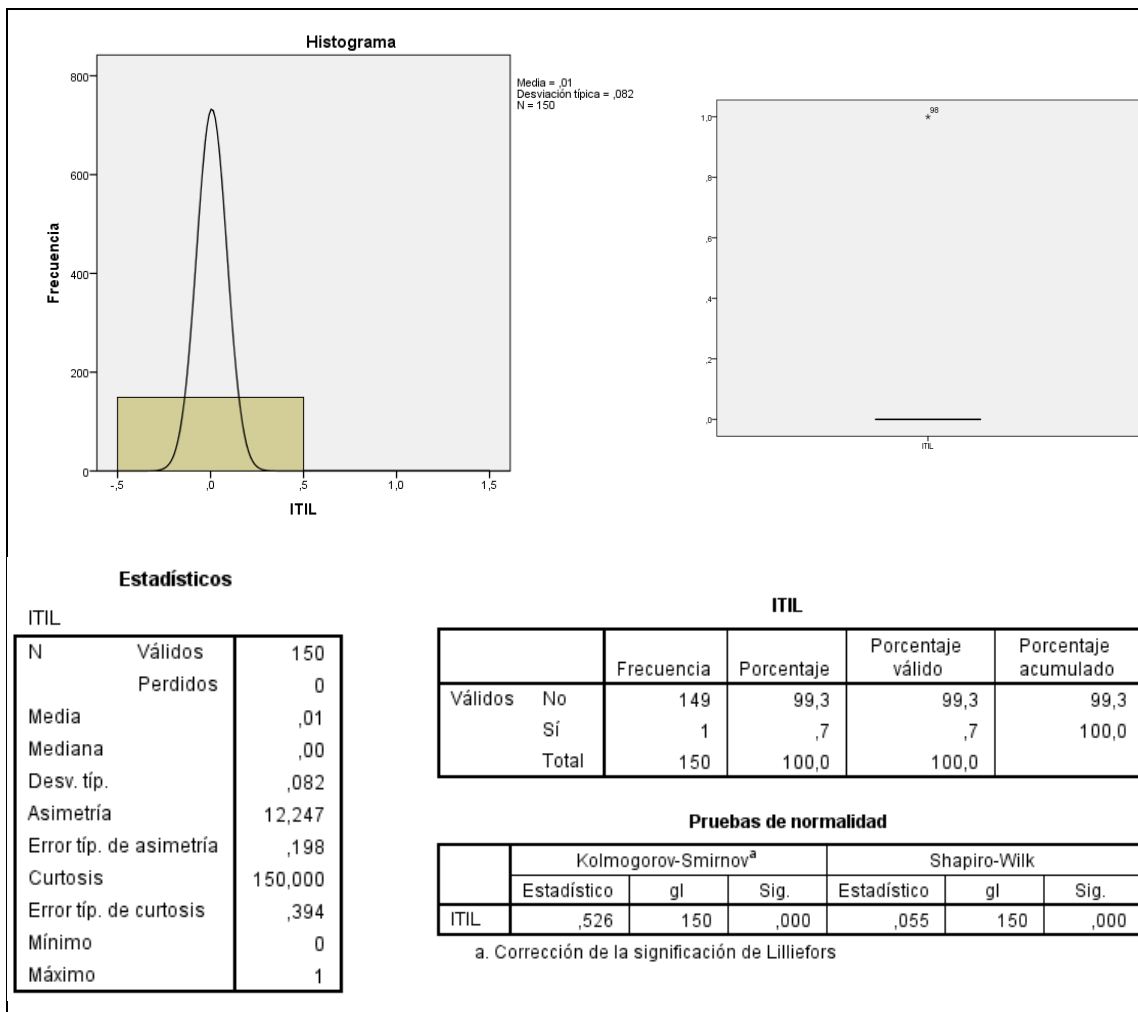 Histograma
800
600
400
200
0
Frecuencia
-,5 ,0 ,5 1,0 1,5
ITIL
Media = ,01
Desviación típica = ,082
N = 150
1,0
,8
,6
,4
,2
,0
98
ITIL
Estadísticos
ITIL
N Válidos 150
Perdidos 0
Media ,01
Mediana ,00
Desv. típ. ,082
Asimetría 12,247
Error típ. de asimetría ,198
Curtosis 150,000
Error típ. de curtosis ,394
Mínimo 0
Máximo 1
ITIL
Frecuencia Porcentaje Porcentaje válido Porcentaje acumulado
Válidos No 149 99,3 99,3 99,3
Sí 1 ,7 ,7 100,0
Total 150 100,0 100,0
Pruebas de normalidad
Kolmogorov-Smirnov^a Shapiro-Wilk
Estadístico gl Sig. Estadístico gl Sig.
ITIL ,526 150 ,000 ,055 150 ,000
a. Corrección de la significación de Lilliefors